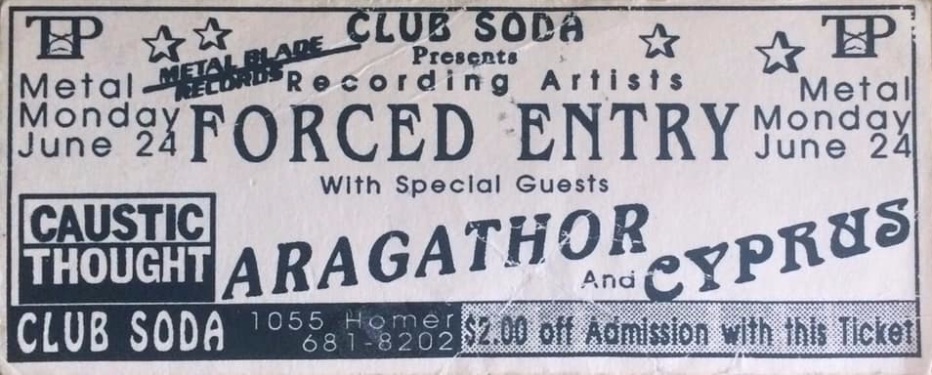 THP
CLUB SODA
THP
Presents
METAL BLADE
RECORDS
Recording Artists
Metal
Monday
June 24
FORCED ENTRY
Metal
Monday
June 24
With Special Guests
CAUSTIC
THOUGHT
ARAGATHOR
And CYPRUS
CLUB SODA
1055 Homer
681-8202
$2.00 off Admission with this Ticket